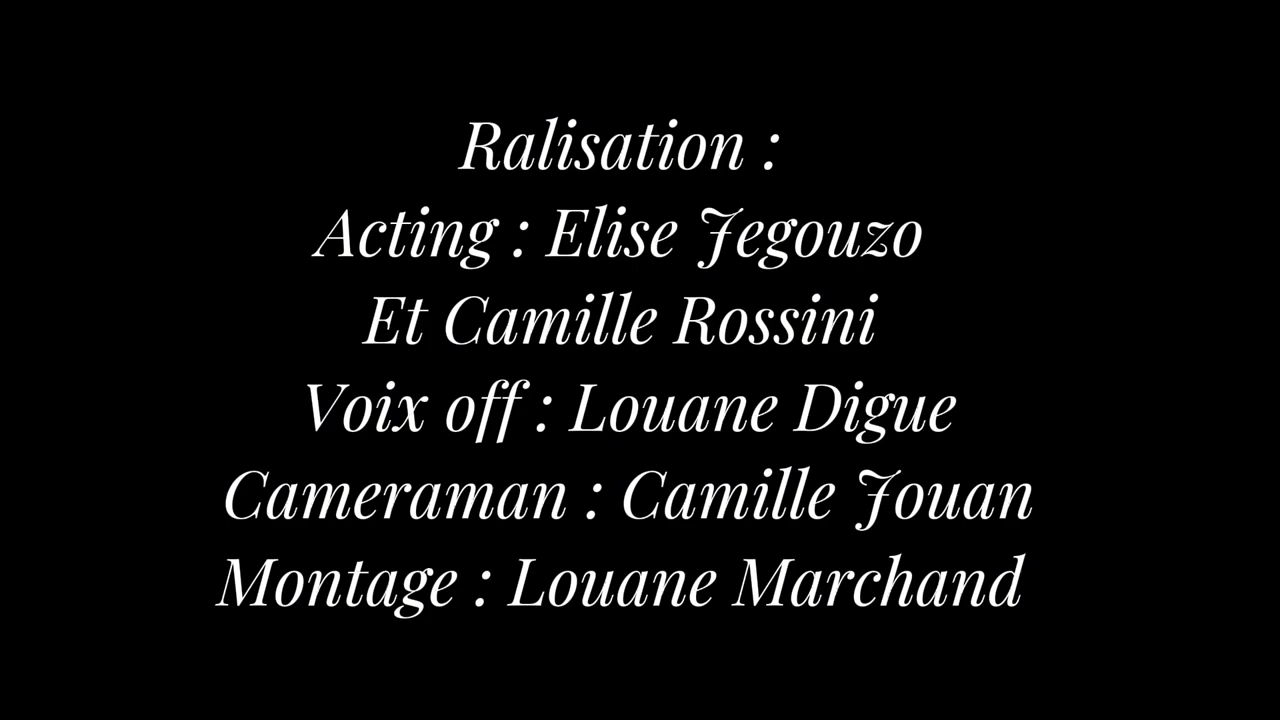 Ralisation :
Acting : Elise Jegouzo
Et Camille Rossini
Voix off : Louane Digue
Cameraman : Camille Jouan
Montage : Louane Marchand